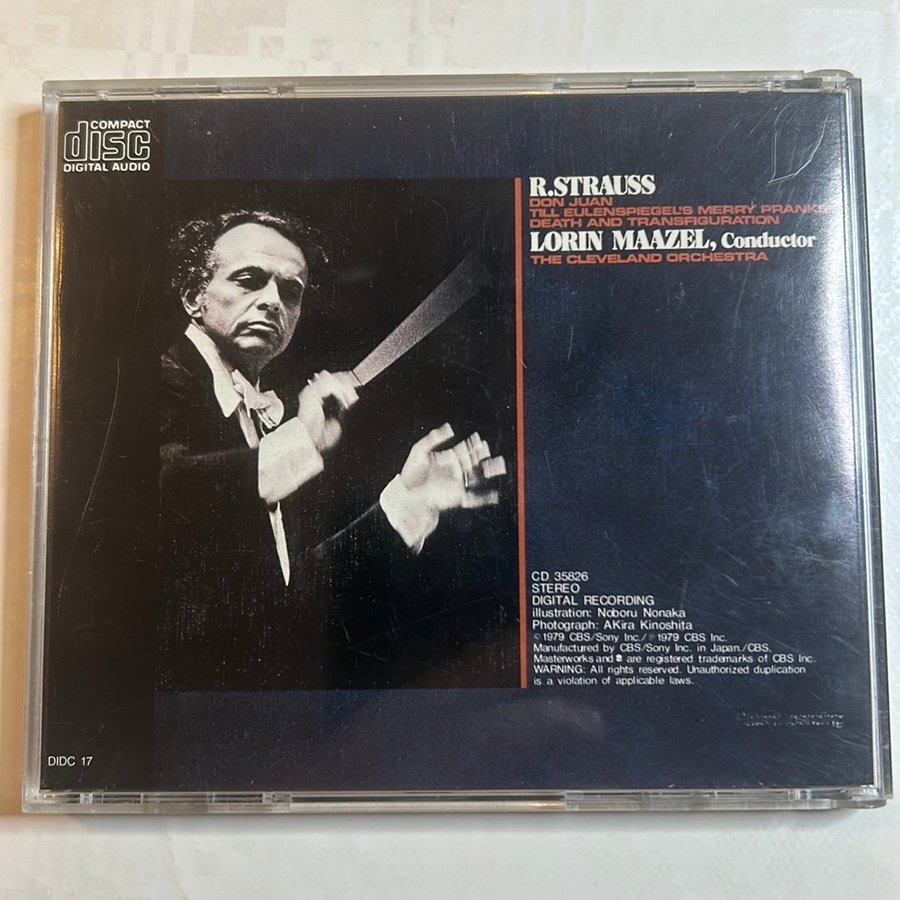 COMPACT
disc
DIGITAL AUDIO
R.STRAUSS
DON JUAN
TILL EULENSPIEGEL'S MERRY PRANKS
DEATH AND TRANSFIGURATION
LORIN MAAZEL, Conductor
THE CLEVELAND ORCHESTRA
CD 35826
STEREO
DIGITAL RECORDING
illustration: Noboru Nonaka
Photograph: AKira Kinoshita
© 1979 CBS/Sony Inc./ ℗ 1979 CBS Inc.
Manufactured by CBS/Sony Inc. in Japan./CBS.
Masterworks and are registered trademarks of CBS Inc.
WARNING: All rights reserved. Unauthorized duplication
is a violation of applicable laws.
Patent pending
DIDC 17